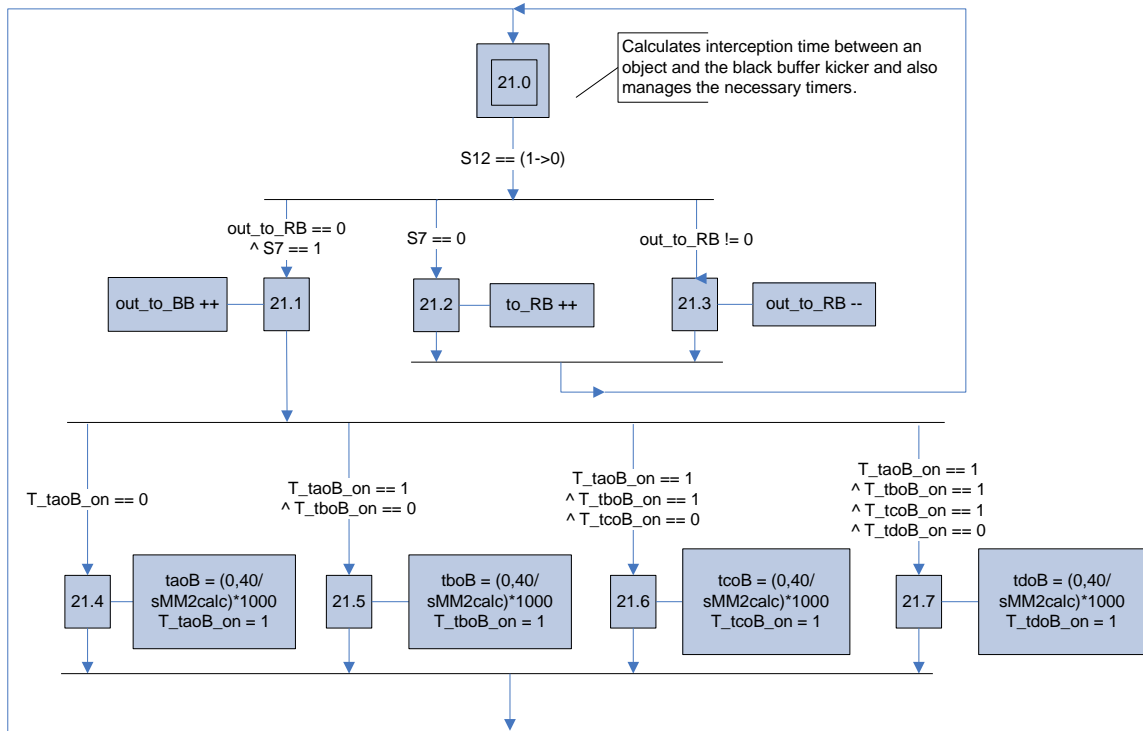 Calculates interception time between an
object and the black buffer kicker and also
manages the necessary timers.
21.0
S12 == (1->0)
out_to_RB == 0
^ S7 == 1
S7 == 0
out_to_RB != 0
out_to_BB ++
21.1
21.2
to_RB ++
21.3
out_to_RB --
T_taoB_on == 0
T_taoB_on == 1
^ T_tboB_on == 0
T_taoB_on == 1
^ T_tboB_on == 1
^ T_tcoB_on == 0
T_taoB_on == 1
^ T_tboB_on == 1
^ T_tcoB_on == 1
^ T_tdoB_on == 0
21.4
taoB = (0,40/
sMM2calc)*1000
T_taoB_on = 1
21.5
tboB = (0,40/
sMM2calc)*1000
T_tboB_on = 1
21.6
tcoB = (0,40/
sMM2calc)*1000
T_tcoB_on = 1
21.7
tdoB = (0,40/
sMM2calc)*1000
T_tdoB_on = 1